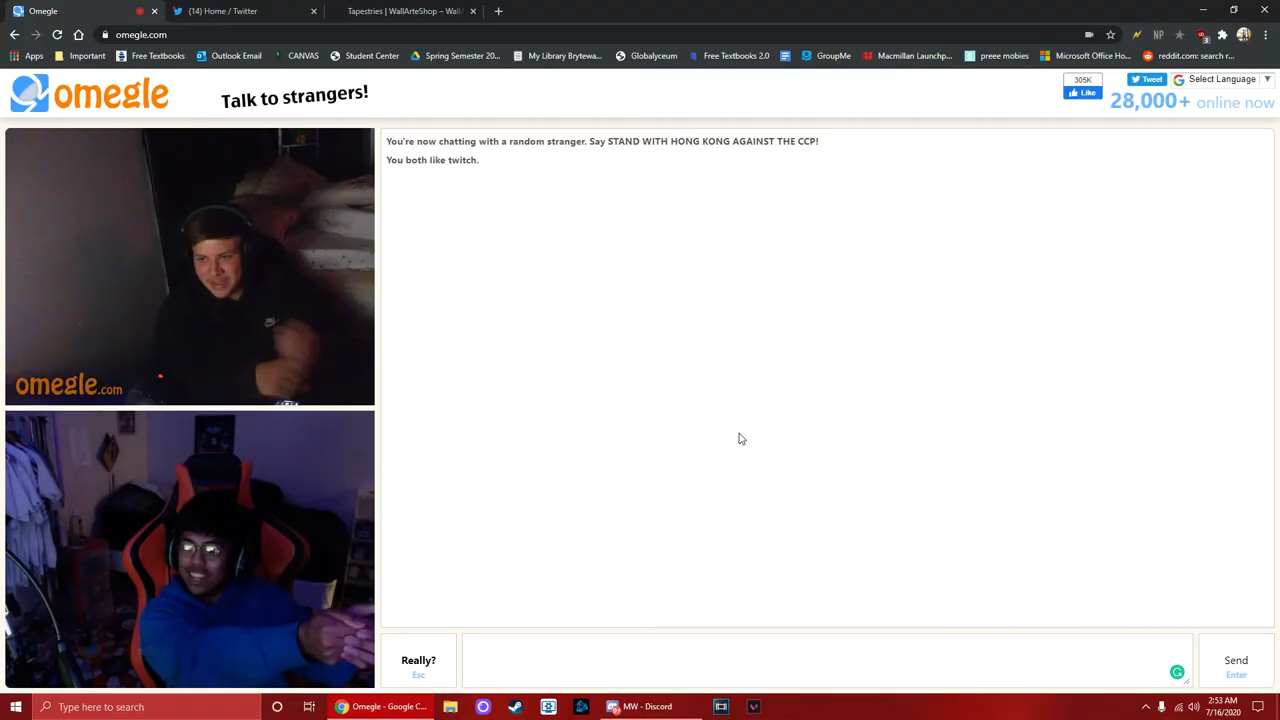 Omegle
(14) Home / Twitter
Tapestries | WallArteShop – Wall
omegle.com
NP
3
Apps
Important
Free Textbooks
Outlook Email
CANVAS
Student Center
Spring Semester 20...
My Library Brytewa...
Globalyceum
Free Textbooks 2.0
GroupMe
Macmillan Launchp...
preee mobies
Microsoft Office Ho...
reddit.com: search r...
omegle
Talk to strangers!
305K
Like
Tweet
Select Language
28,000+ online now
You're now chatting with a random stranger. Say STAND WITH HONG KONG AGAINST THE CCP!
You both like twitch.
omegle.com
Really?
Esc
Send
Enter
Type here to search
Omegle - Google C...
MW - Discord
2:53 AM
7/16/2020